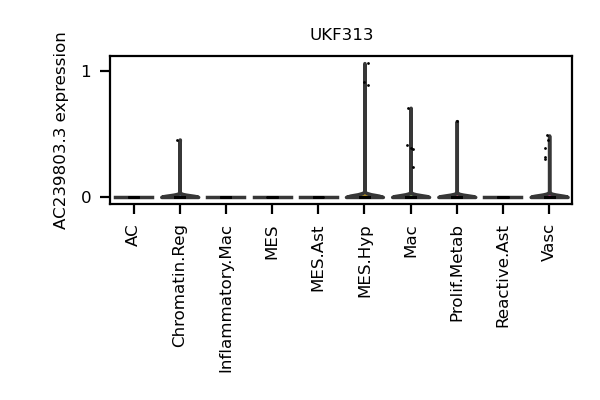 UKF313
AC239803.3 expression
1
0
AC
Chromatin.Reg
Inflammatory.Mac
MES
MES.Ast
MES.Hyp
Mac
Prolif.Metab
Reactive.Ast
Vasc